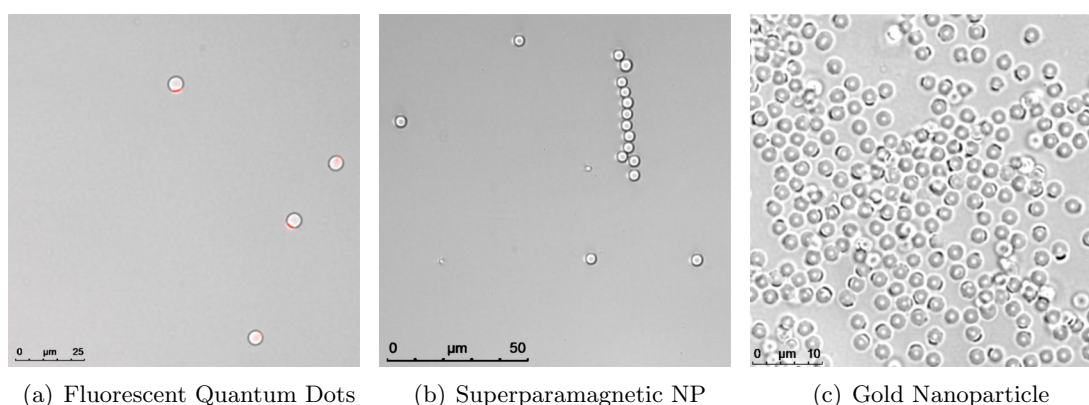 0 µm 25
0 µm 50
0 µm 10
(a) Fluorescent Quantum Dots
(b) Superparamagnetic NP
(c) Gold Nanoparticle